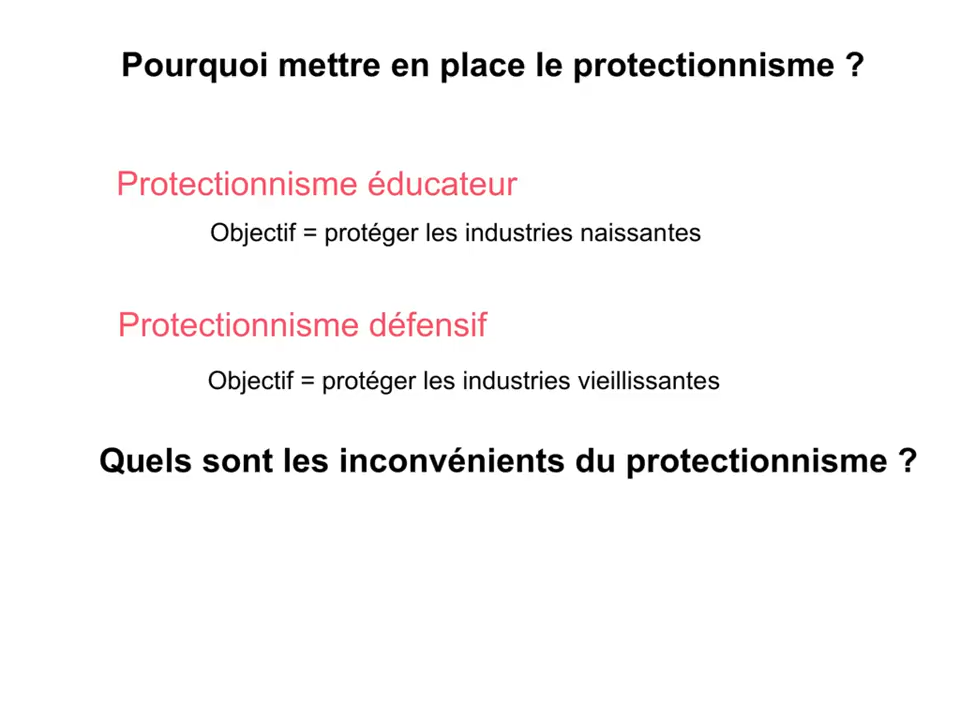 Pourquoi mettre en place le protectionnisme ?
Protectionnisme éducateur
Objectif = protéger les industries naissantes
Protectionnisme défensif
Objectif = protéger les industries vieillissantes
Quels sont les inconvénients du protectionnisme ?